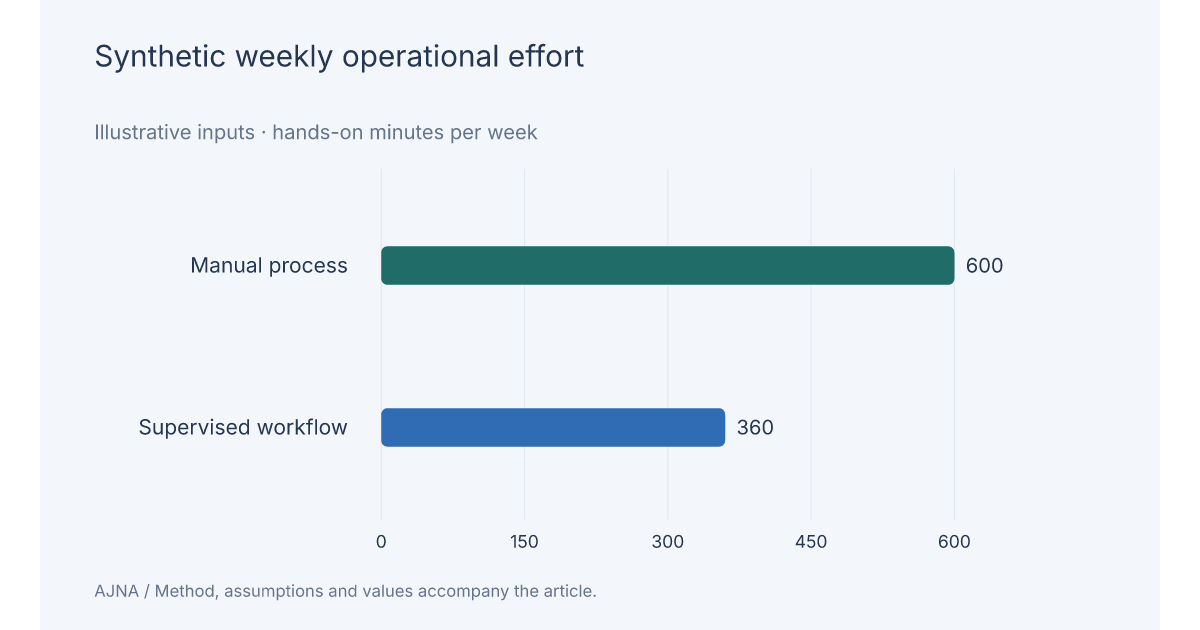 Synthetic weekly operational effort
Illustrative inputs · hands-on minutes per week
Manual process
600
Supervised workflow
360
0 150 300 450 600
AJNA / Method, assumptions and values accompany the article.